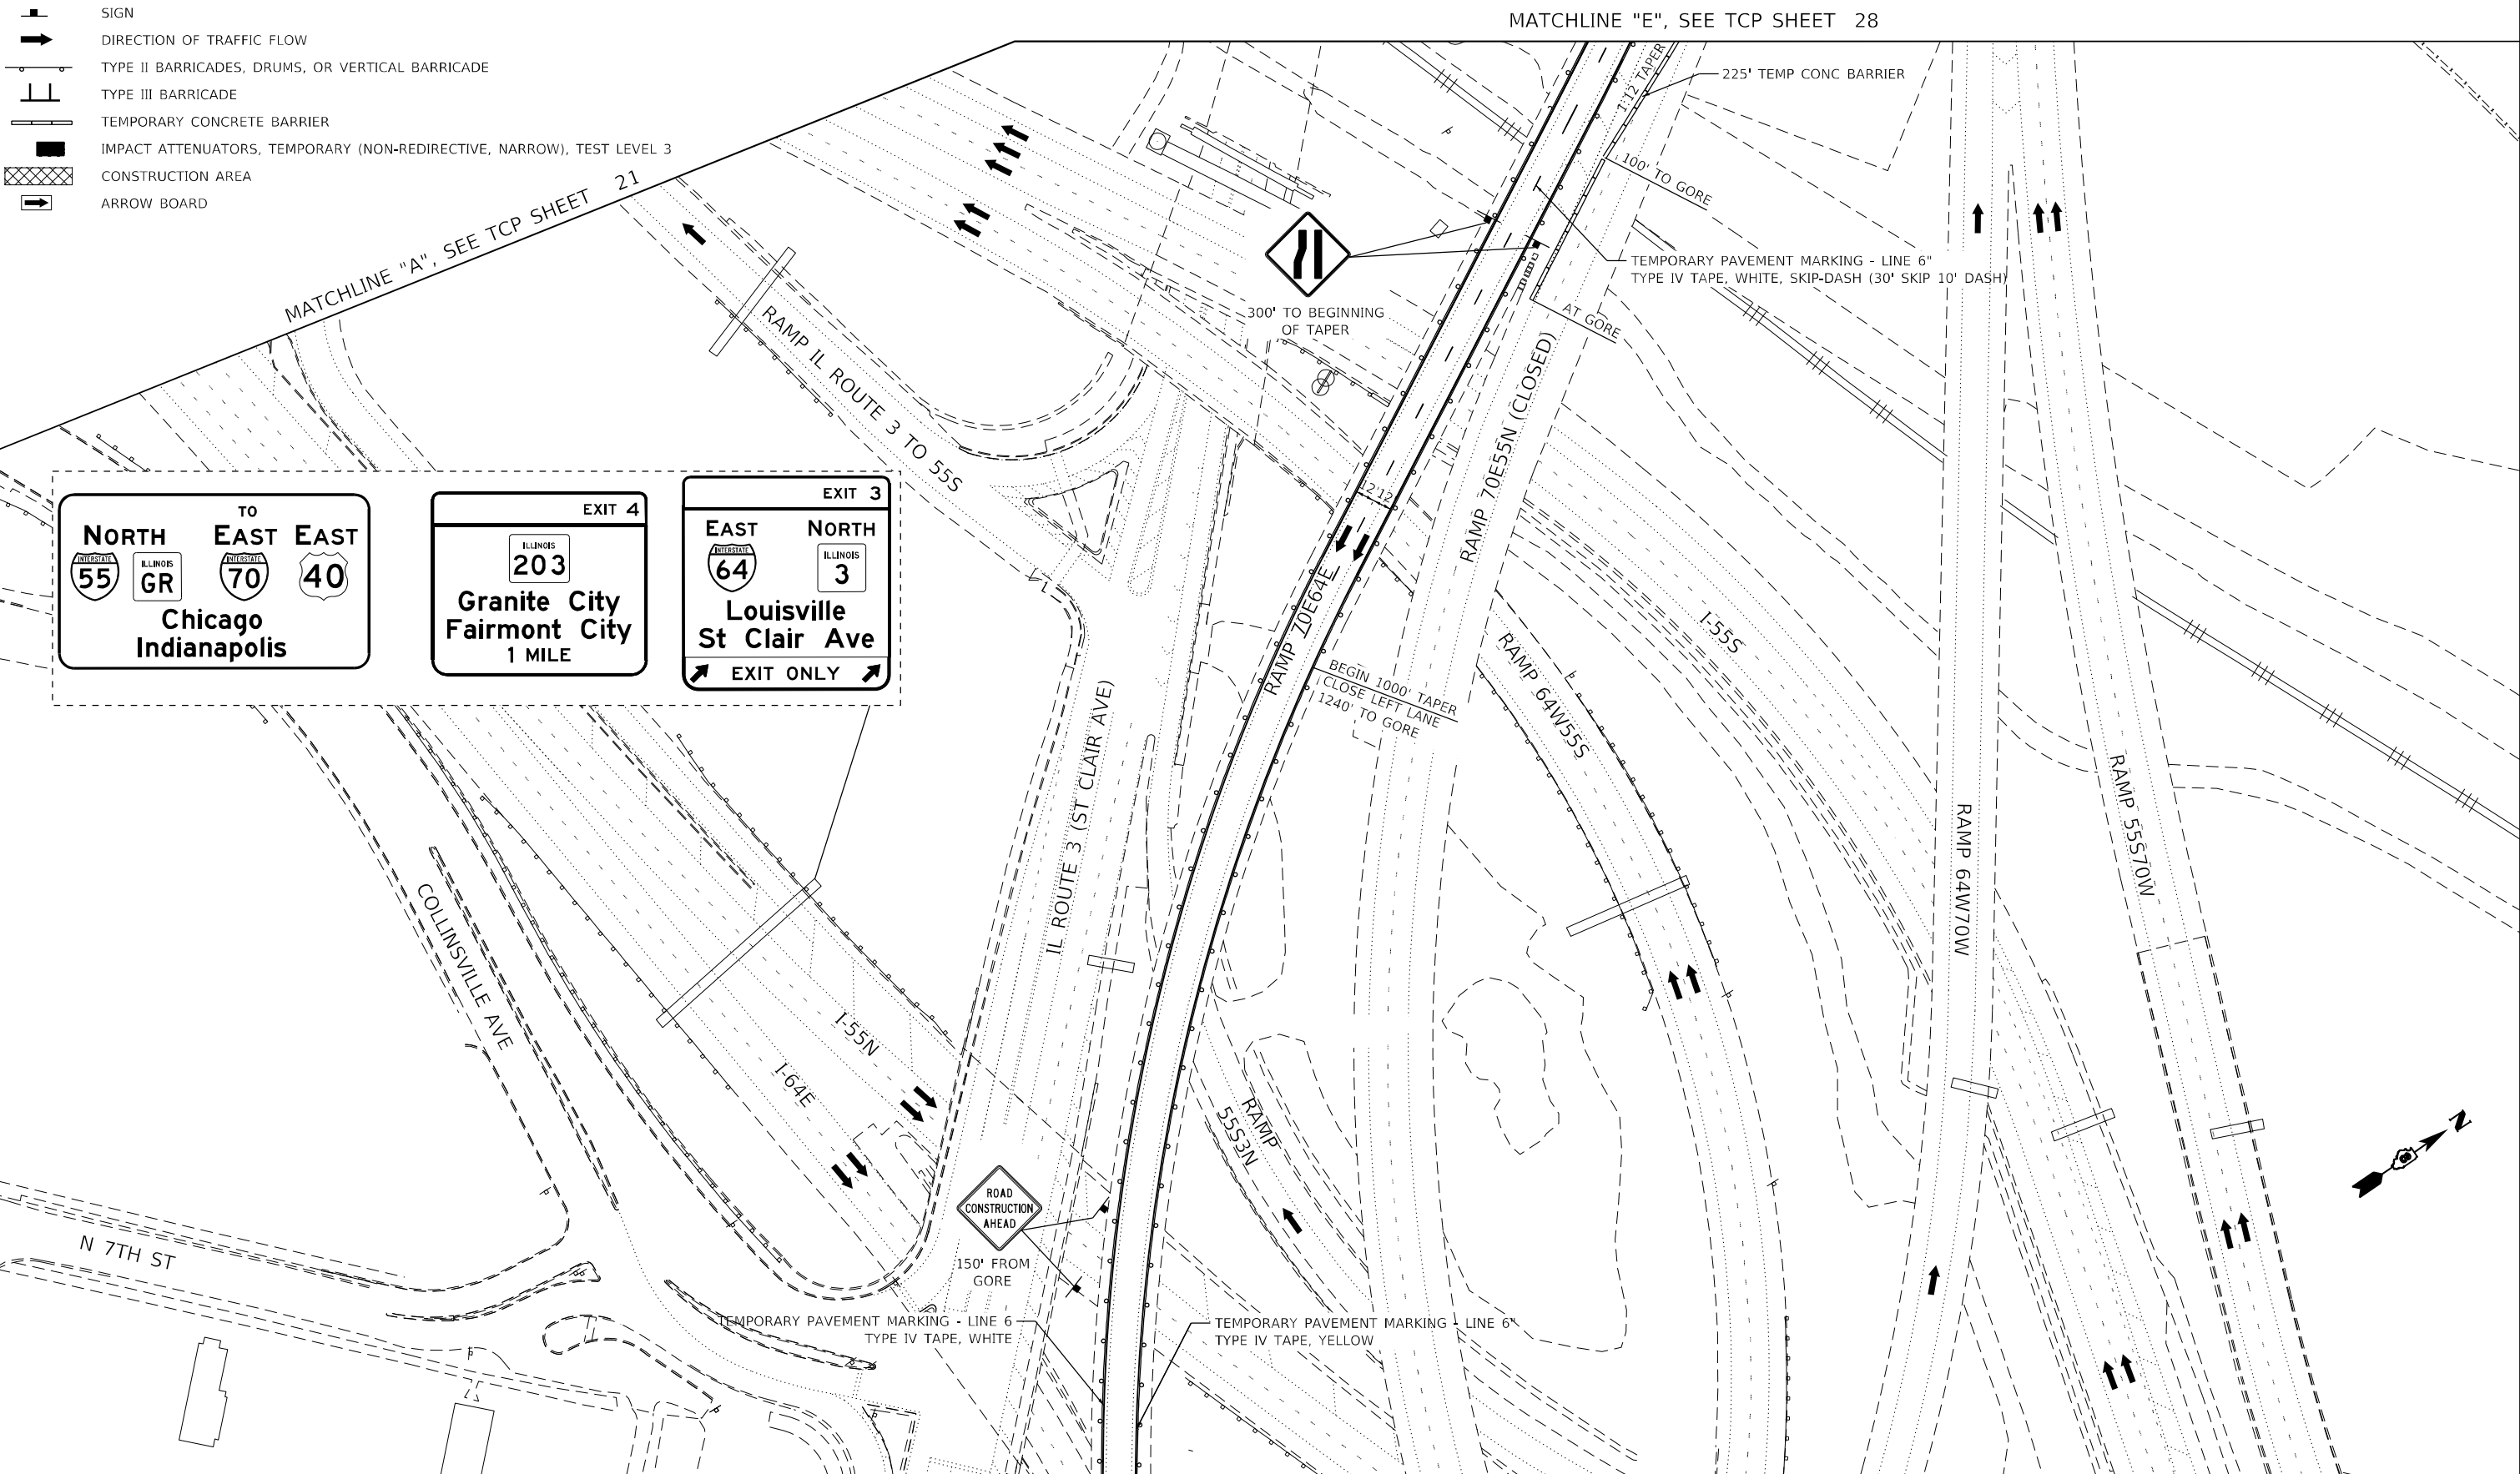 SIGN
DIRECTION OF TRAFFIC FLOW
TYPE II BARRICADES, DRUMS, OR VERTICAL BARRICADE
TYPE III BARRICADE
TEMPORARY CONCRETE BARRIER
IMPACT ATTENUATORS, TEMPORARY (NON-REDIRECTIVE, NARROW), TEST LEVEL 3
CONSTRUCTION AREA
ARROW BOARD
MATCHLINE "E", SEE TCP SHEET 28
MATCHLINE "A", SEE TCP SHEET 21
1:12 TAPER
225' TEMP CONC BARRIER
100' TO GORE
TEMPORARY PAVEMENT MARKING - LINE 6"
TYPE IV TAPE, WHITE, SKIP-DASH (30' SKIP 10' DASH)
300' TO BEGINNING
OF TAPER
AT GORE
RAMP IL ROUTE 3 TO 55S
RAMP 70E55N (CLOSED)
12'12'
NORTH
TO
EAST EAST
INTERSTATE
55
ILLINOIS
GR
INTERSTATE
70
40
Chicago
Indianapolis
EXIT 4
ILLINOIS
203
Granite City
Fairmont City
1 MILE
EXIT 3
EAST NORTH
INTERSTATE
64
ILLINOIS
3
Louisville
St Clair Ave
EXIT ONLY
RAMP 70E64E
BEGIN 1000' TAPER
CLOSE LEFT LANE
1240' TO GORE
RAMP 64W55S
I-55S
IL ROUTE 3 (ST CLAIR AVE)
RAMP 64W70W
RAMP 55S70W
COLLINSVILLE AVE
I-55N
I-64E
RAMP
55S3N
N
N 7TH ST
ROAD
CONSTRUCTION
AHEAD
150' FROM
GORE
TEMPORARY PAVEMENT MARKING - LINE 6
TYPE IV TAPE, WHITE
TEMPORARY PAVEMENT MARKING - LINE 6"
TYPE IV TAPE, YELLOW